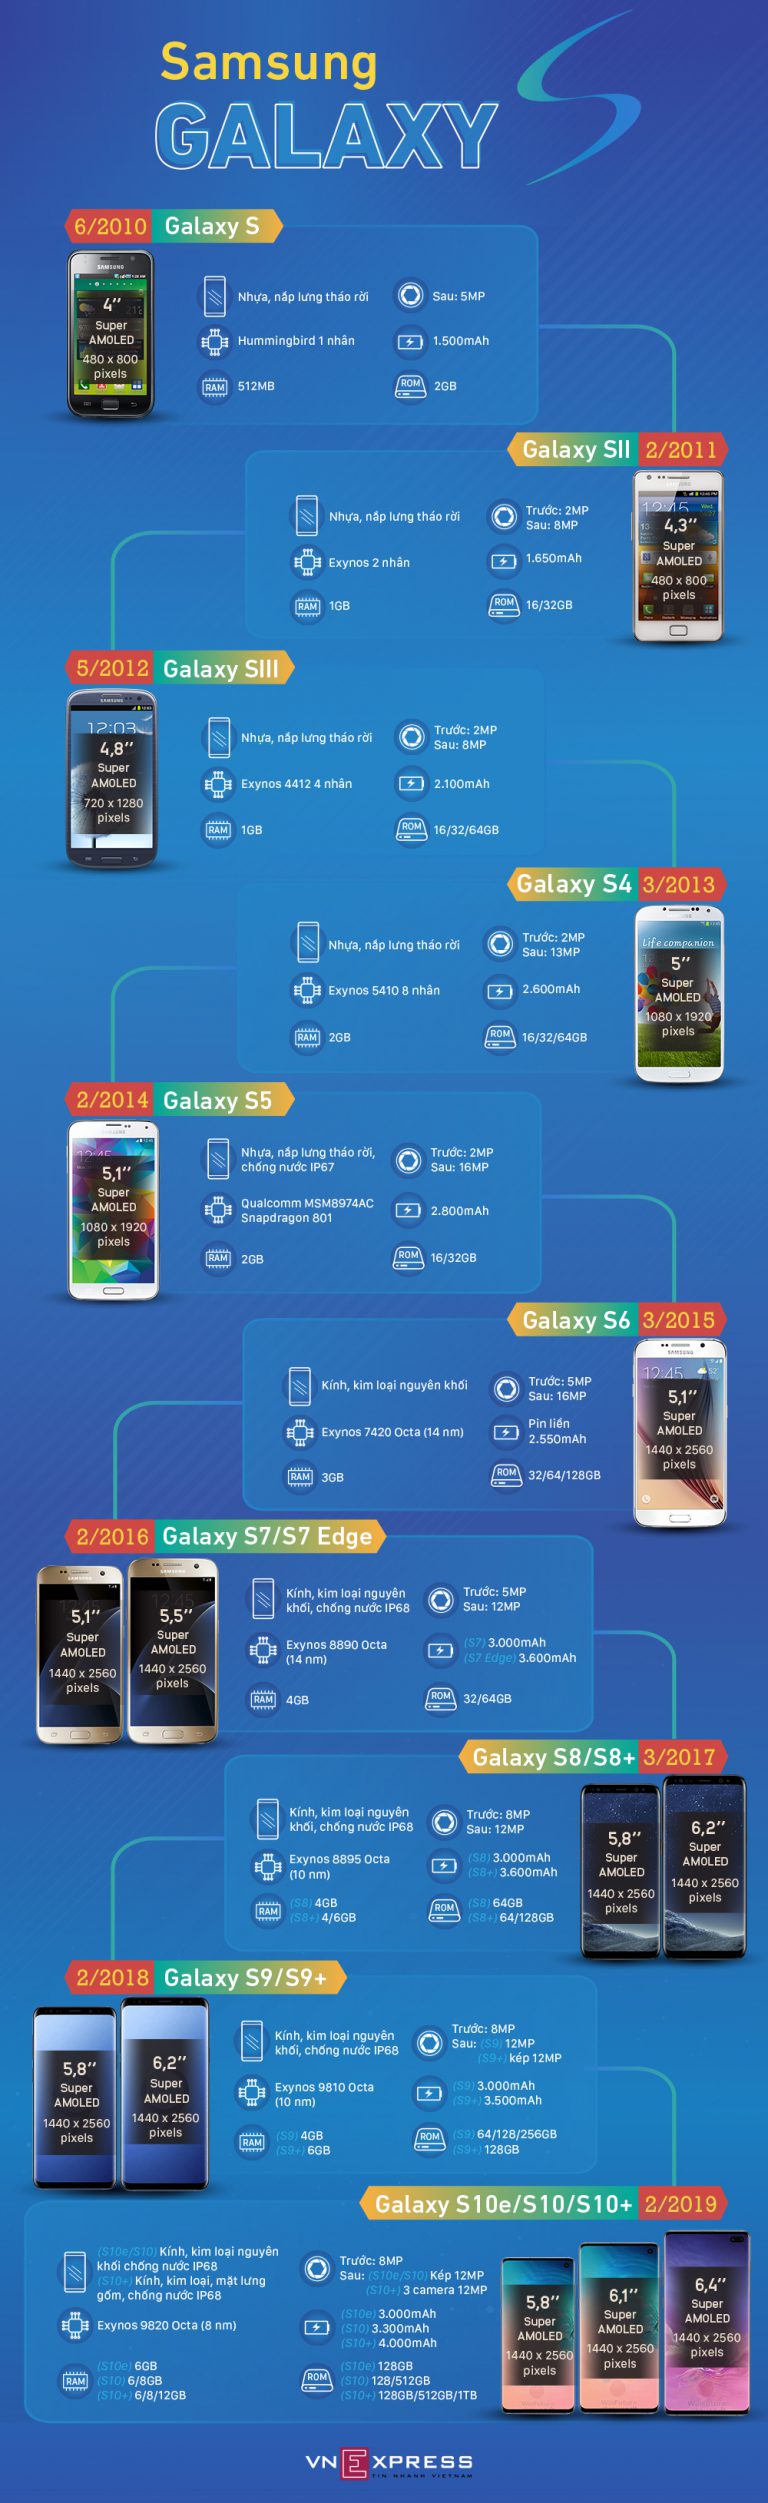 Samsung
GALAXY S
6/2010 Galaxy S
SAMSUNG
4’’
Super
AMOLED
480 x 800
pixels
Nhựa, nắp lưng tháo rời
Sau: 5MP
Hummingbird 1 nhân
1.500mAh
RAM 512MB
ROM 2GB
Galaxy SII 2/2011
Nhựa, nắp lưng tháo rời
Trước: 2MP
Sau: 8MP
Exynos 2 nhân
1.650mAh
RAM 1GB
ROM 16/32GB
12:45
4,3’’
Super
AMOLED
480 x 800
pixels
5/2012 Galaxy SIII
SAMSUNG
12:03
4,8’’
Super
AMOLED
720 x 1280
pixels
Nhựa, nắp lưng tháo rời
Trước: 2MP
Sau: 8MP
Exynos 4412 4 nhân
2.100mAh
RAM 1GB
ROM 16/32/64GB
Galaxy S4 3/2013
Nhựa, nắp lưng tháo rời
Trước: 2MP
Sau: 13MP
Exynos 5410 8 nhân
2.600mAh
RAM 2GB
ROM 16/32/64GB
Life companion
5’’
Super
AMOLED
1080 x 1920
pixels
2/2014 Galaxy S5
SAMSUNG
12:45
5,1’’
Super
AMOLED
1080 x 1920
pixels
Nhựa, nắp lưng tháo rời,
chống nước IP67
Trước: 2MP
Sau: 16MP
Qualcomm MSM8974AC
Snapdragon 801
2.800mAh
RAM 2GB
ROM 16/32GB
Galaxy S6 3/2015
Kính, kim loại nguyên khối
Trước: 5MP
Sau: 16MP
Exynos 7420 Octa (14 nm)
Pin liền
2.550mAh
RAM 3GB
ROM 32/64/128GB
SAMSUNG
12:45
5,1’’
Super
AMOLED
1440 x 2560
pixels
2/2016 Galaxy S7/S7 Edge
SAMSUNG
5,1’’
Super
AMOLED
1440 x 2560
pixels
SAMSUNG
12:45
5,5’’
Super
AMOLED
1440 x 2560
pixels
Kính, kim loại nguyên
khối, chống nước IP68
Trước: 5MP
Sau: 12MP
Exynos 8890 Octa
(14 nm)
(S7) 3.000mAh
(S7 Edge) 3.600mAh
RAM 4GB
ROM 32/64GB
Galaxy S8/S8+ 3/2017
Kính, kim loại nguyên
khối, chống nước IP68
Trước: 8MP
Sau: 12MP
Exynos 8895 Octa
(10 nm)
(S8) 3.000mAh
(S8+) 3.600mAh
RAM (S8) 4GB
(S8+) 4/6GB
ROM (S8) 64GB
(S8+) 64/128GB
5,8’’
Super
AMOLED
1440 x 2560
pixels
6,2’’
Super
AMOLED
1440 x 2560
pixels
2/2018 Galaxy S9/S9+
5,8’’
Super
AMOLED
1440 x 2560
pixels
6,2’’
Super
AMOLED
1440 x 2560
pixels
Kính, kim loại nguyên
khối, chống nước IP68
Trước: 8MP
Sau: (S9) 12MP
(S9+) kép 12MP
Exynos 9810 Octa
(10 nm)
(S9) 3.000mAh
(S9+) 3.500mAh
RAM (S9) 4GB
(S9+) 6GB
ROM (S9) 64/128/256GB
(S9+) 128GB
Galaxy S10e/S10/S10+ 2/2019
(S10e/S10) Kính, kim loại nguyên
khối chống nước IP68
(S10+) Kính, kim loại, mặt lưng
gốm, chống nước IP68
Trước: 8MP
Sau: (S10e/S10) Kép 12MP
(S10+) 3 camera 12MP
Exynos 9820 Octa (8 nm)
(S10e) 3.000mAh
(S10) 3.300mAh
(S10+) 4.000mAh
RAM (S10e) 6GB
(S10) 6/8GB
(S10+) 6/8/12GB
ROM (S10e) 128GB
(S10) 128/512GB
(S10+) 128GB/512GB/1TB
5,8’’
Super
AMOLED
1440 x 2560
pixels
6,1’’
Super
AMOLED
1440 x 2560
pixels
6,4’’
Super
AMOLED
1440 x 2560
pixels
VNEXPRESS
TIN NHANH VIETNAM